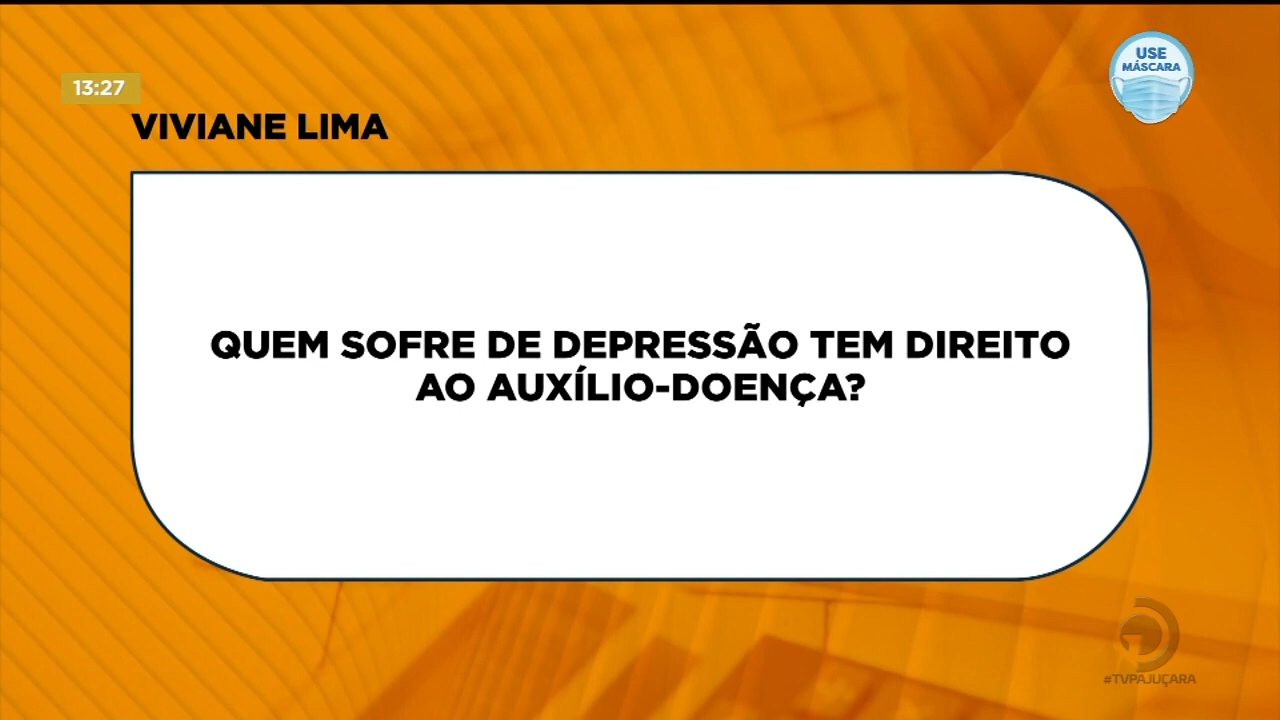 USE
MÁSCARA
13:27
VIVIANE LIMA
QUEM SOFRE DE DEPRESSÃO TEM DIREITO
AO AUXÍLIO-DOENÇA?
#TVPAJUÇARA